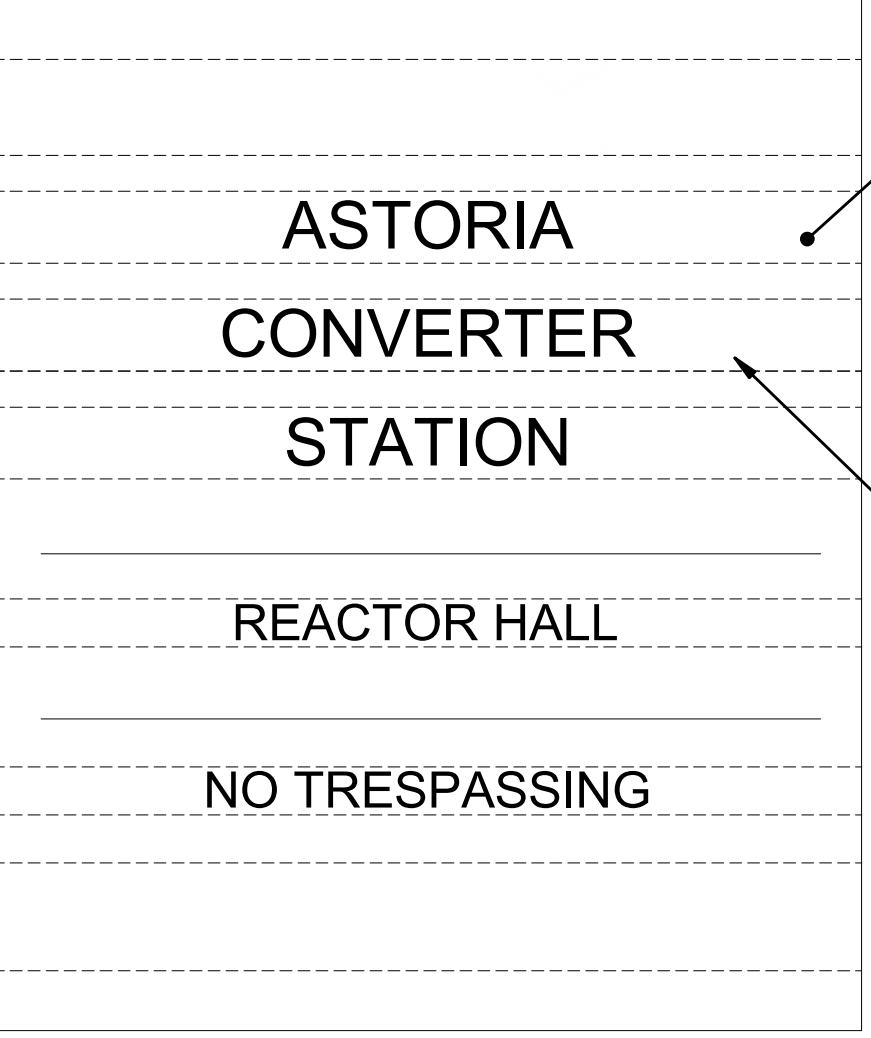 ASTORIA
CONVERTER
STATION
REACTOR HALL
NO TRESPASSING